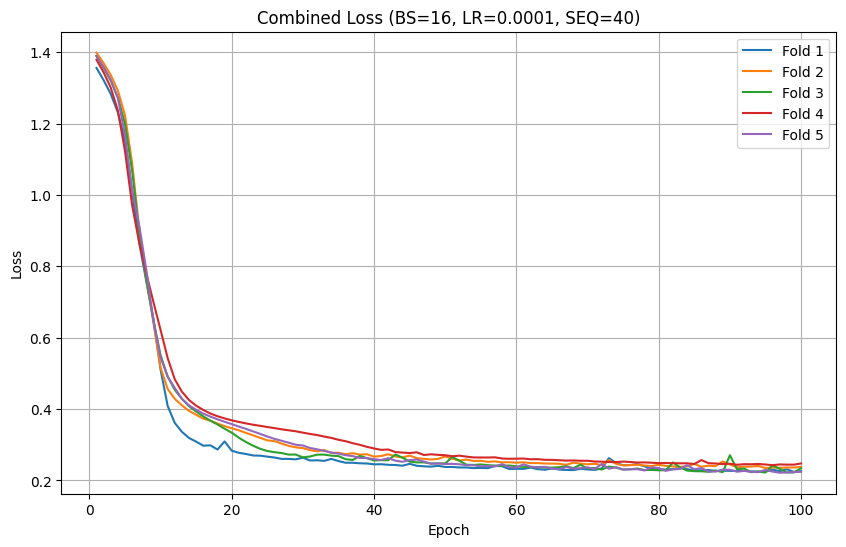 Combined Loss (BS=16, LR=0.0001, SEQ=40)
Fold 1
Fold 2
Fold 3
Fold 4
Fold 5
Loss
1.4
1.2
1.0
0.8
0.6
0.4
0.2
0 20 40 60 80 100
Epoch